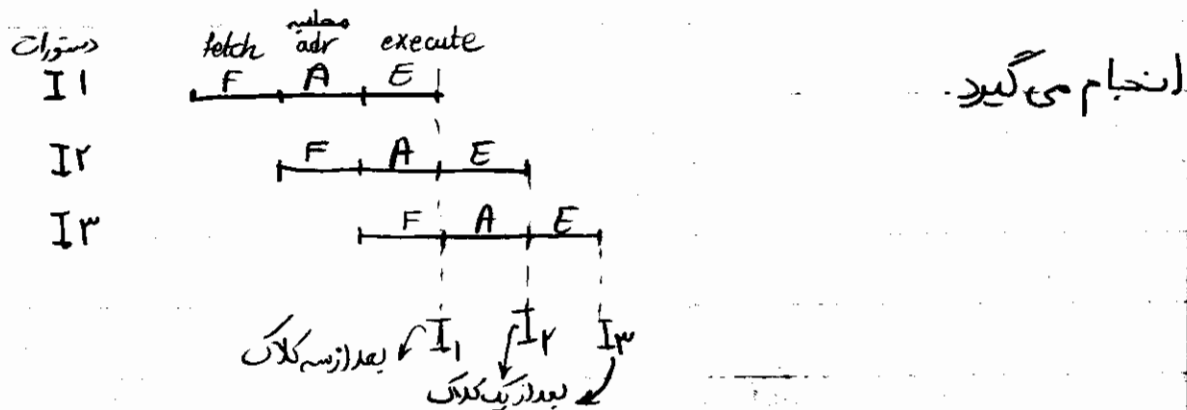 انجام می گیرد.
دستورات fetch محاسبه adr execute
I۱ F A E
I۲ F A E
I۳ F A E
I۱ I۲ I۳
بعد از سه کلاک
بعد از یک کلاک